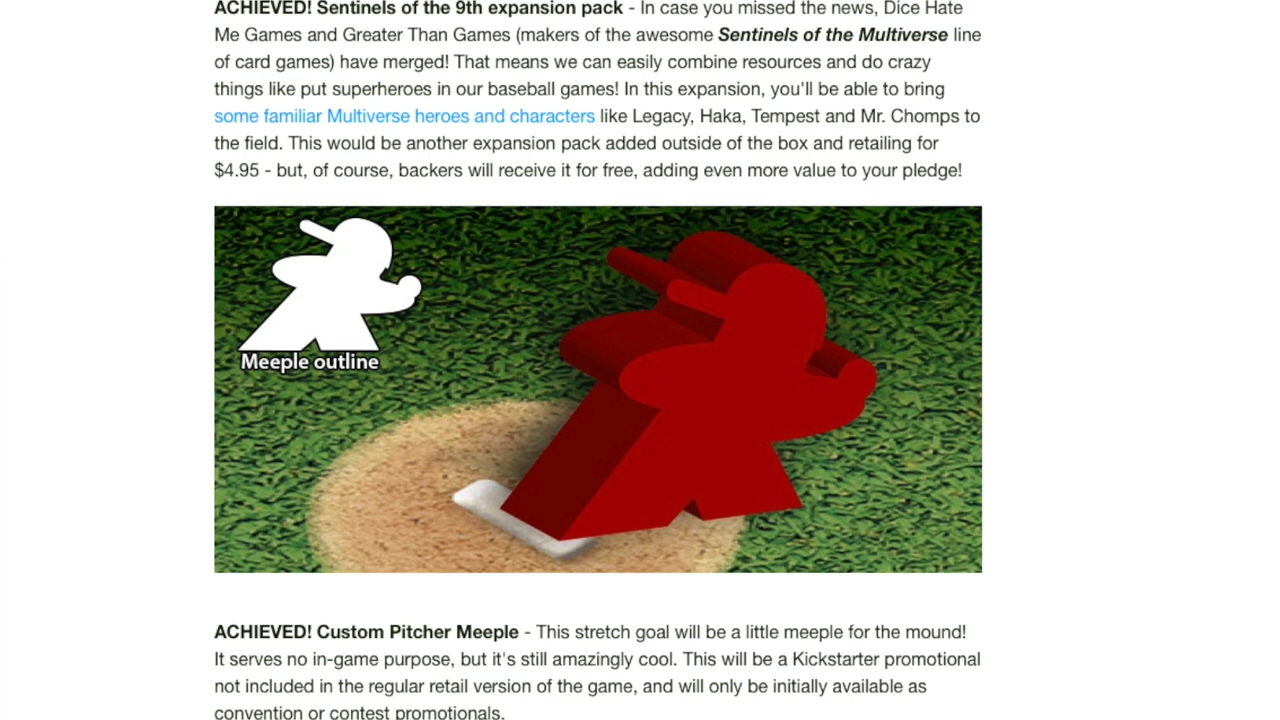 ACHIEVED! Sentinels of the 9th expansion pack - In case you missed the news, Dice Hate
Me Games and Greater Than Games (makers of the awesome Sentinels of the Multiverse line
of card games) have merged! That means we can easily combine resources and do crazy
things like put superheroes in our baseball games! In this expansion, you'll be able to bring
some familiar Multiverse heroes and characters like Legacy, Haka, Tempest and Mr. Chomps to
the field. This would be another expansion pack added outside of the box and retailing for
$4.95 - but, of course, backers will receive it for free, adding even more value to your pledge!
Meeple outline
ACHIEVED! Custom Pitcher Meeple - This stretch goal will be a little meeple for the mound!
It serves no in-game purpose, but it's still amazingly cool. This will be a Kickstarter promotional
not included in the regular retail version of the game, and will only be initially available as
convention or contest promotionals.